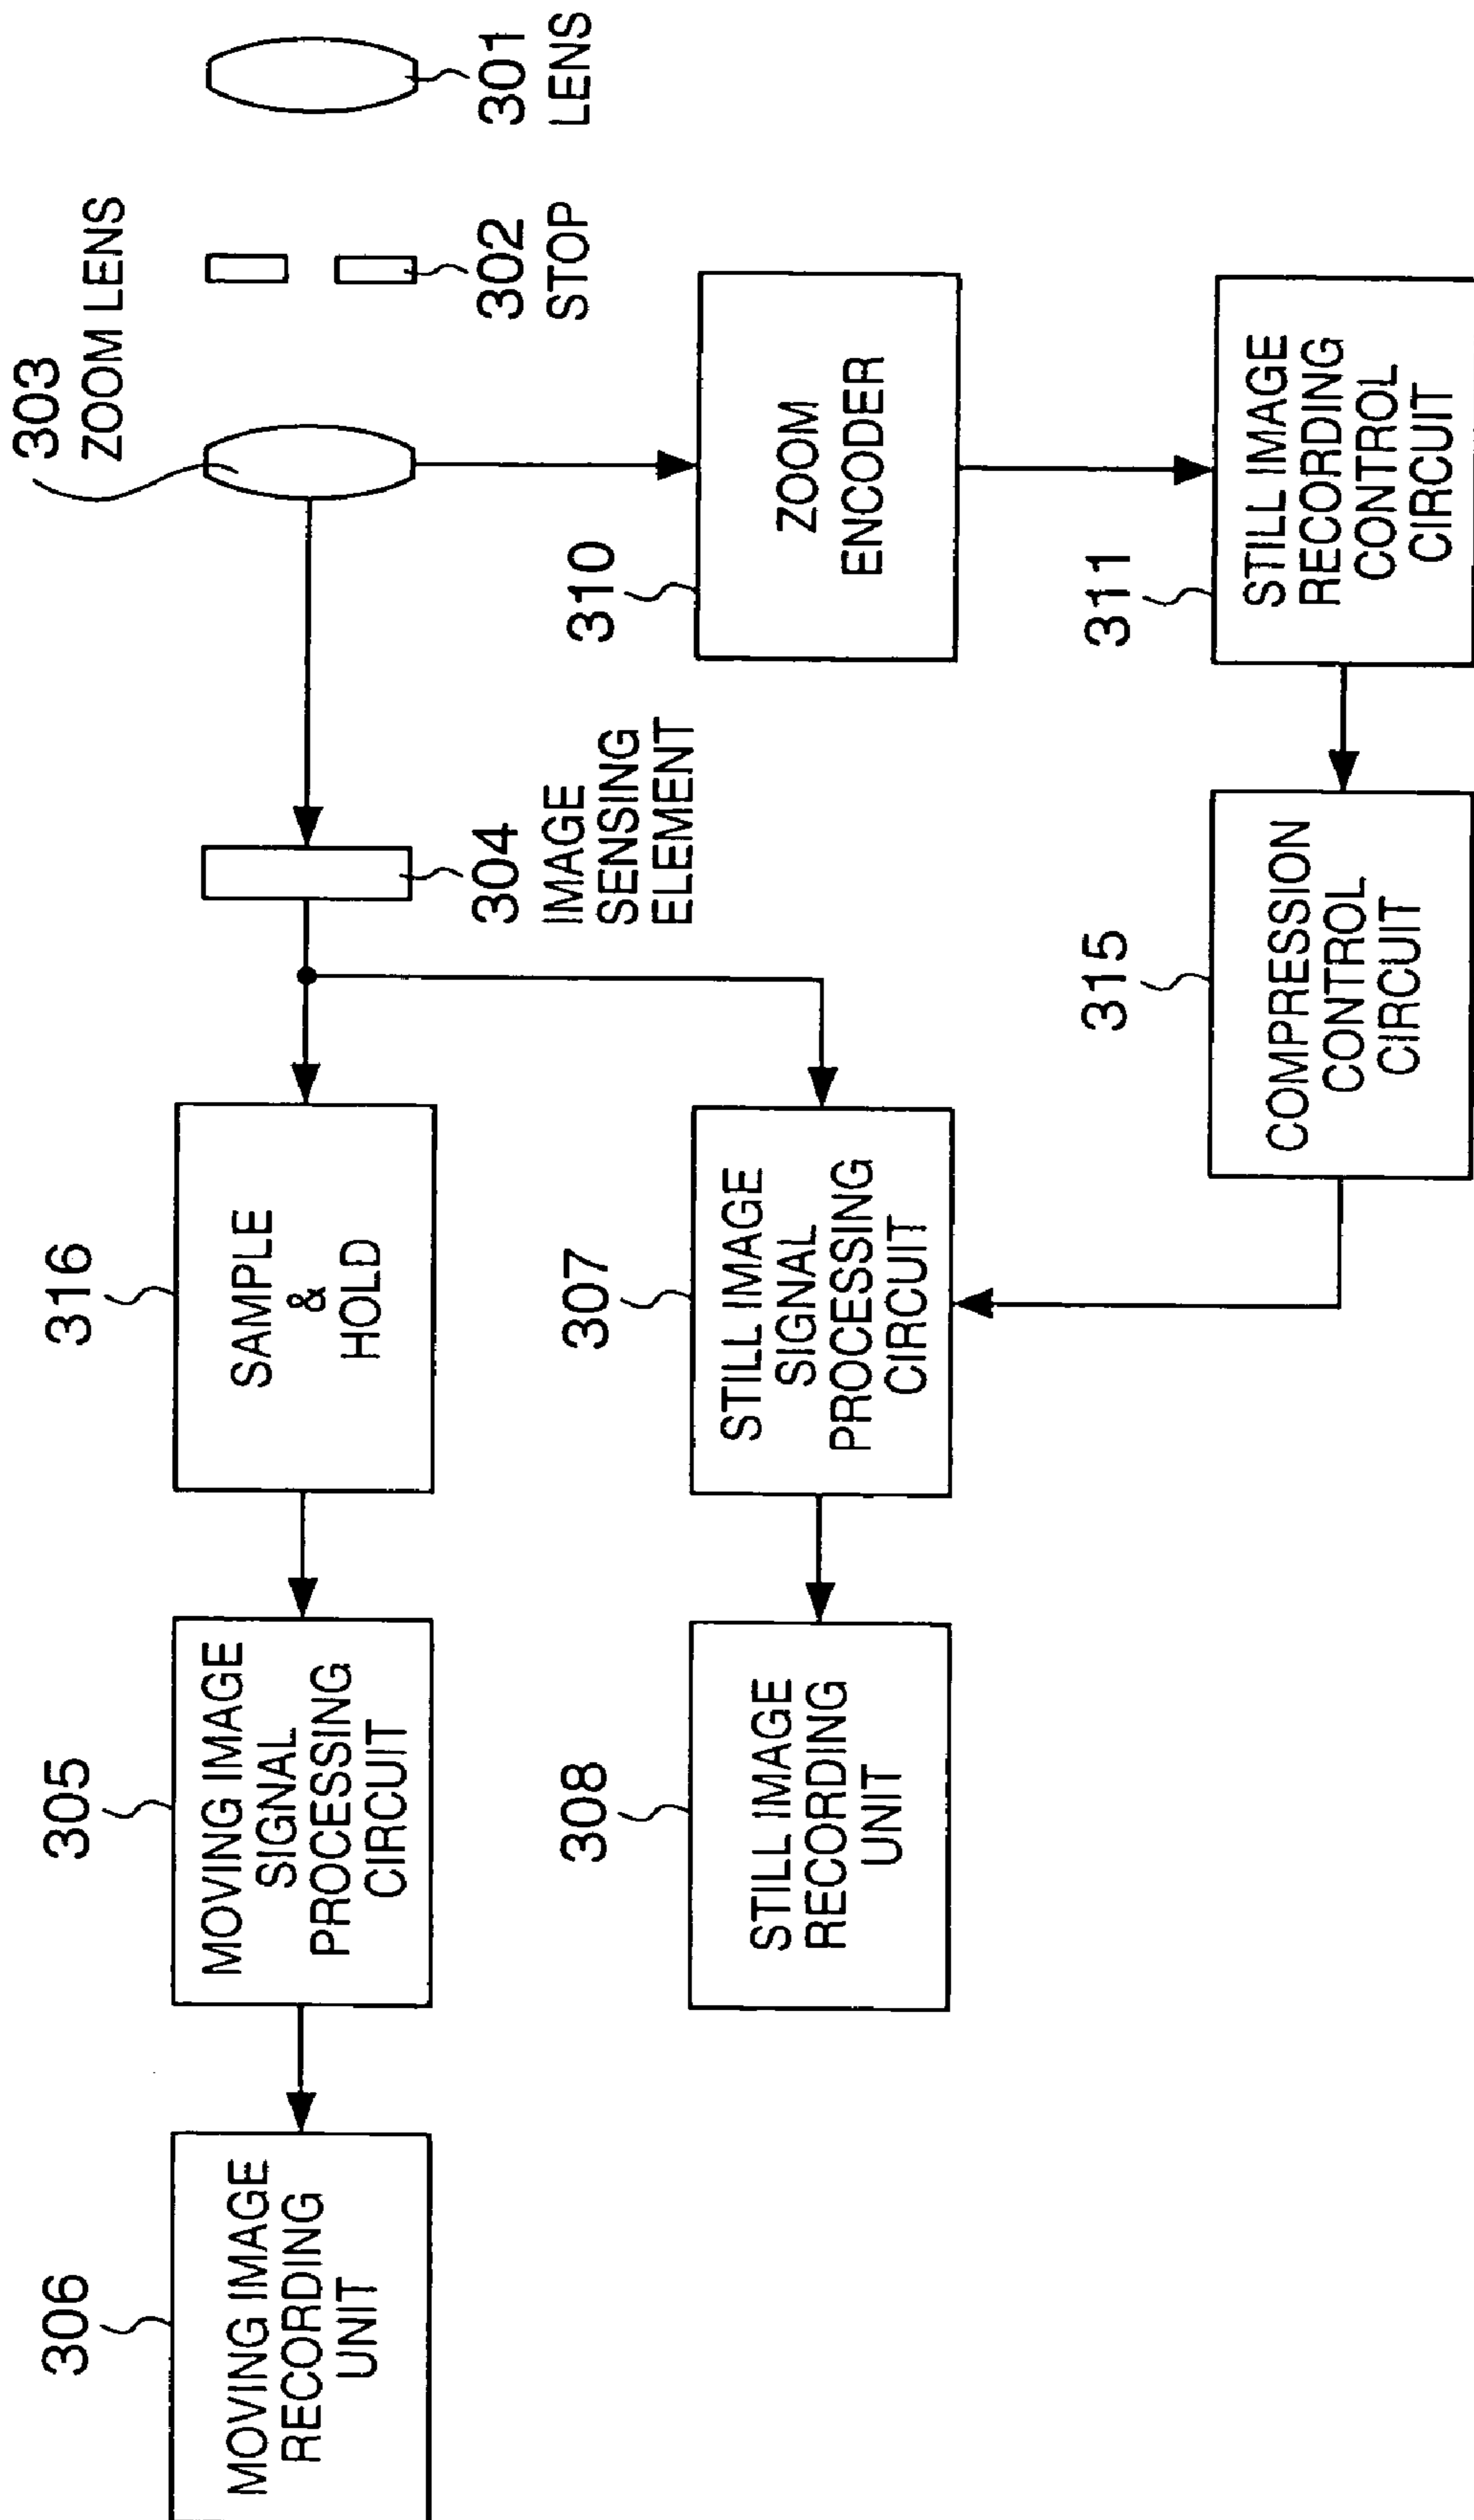 303
ZOOM LENS
301
LENS
302
STOP
304
IMAGE
SENSING
ELEMENT
316
SAMPLE
&
HOLD
305
MOVING IMAGE
SIGNAL
PROCESSING
CIRCUIT
306
MOVING IMAGE
RECORDING
UNIT
310
ZOOM
ENCODER
307
STILL IMAGE
SIGNAL
PROCESSING
CIRCUIT
308
STILL IMAGE
RECORDING
UNIT
311
STILL IMAGE
RECORDING
CONTROL
CIRCUIT
315
COMPRESSION
CONTROL
CIRCUIT